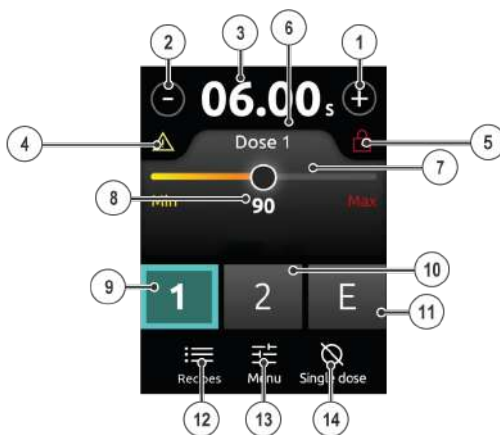 2 3 6 1
- 06.00 s +
4 Dose 1 5
7
Min 90 Max
8
10
9 1 2 E
11
Recipes Menu Single dose
12 13 14